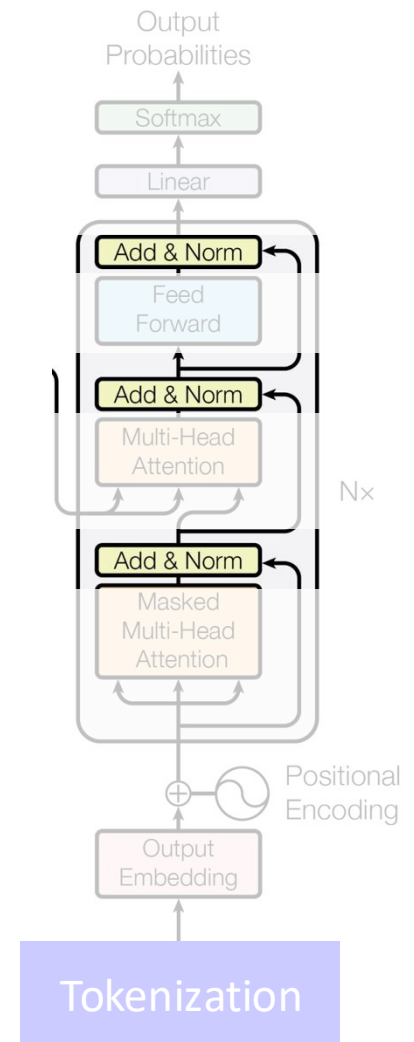 Output
Probabilities
Softmax
Linear
Add & Norm
Feed
Forward
Add & Norm
Multi-Head
Attention
N×
Add & Norm
Masked
Multi-Head
Attention
Positional
Encoding
Output
Embedding
Tokenization